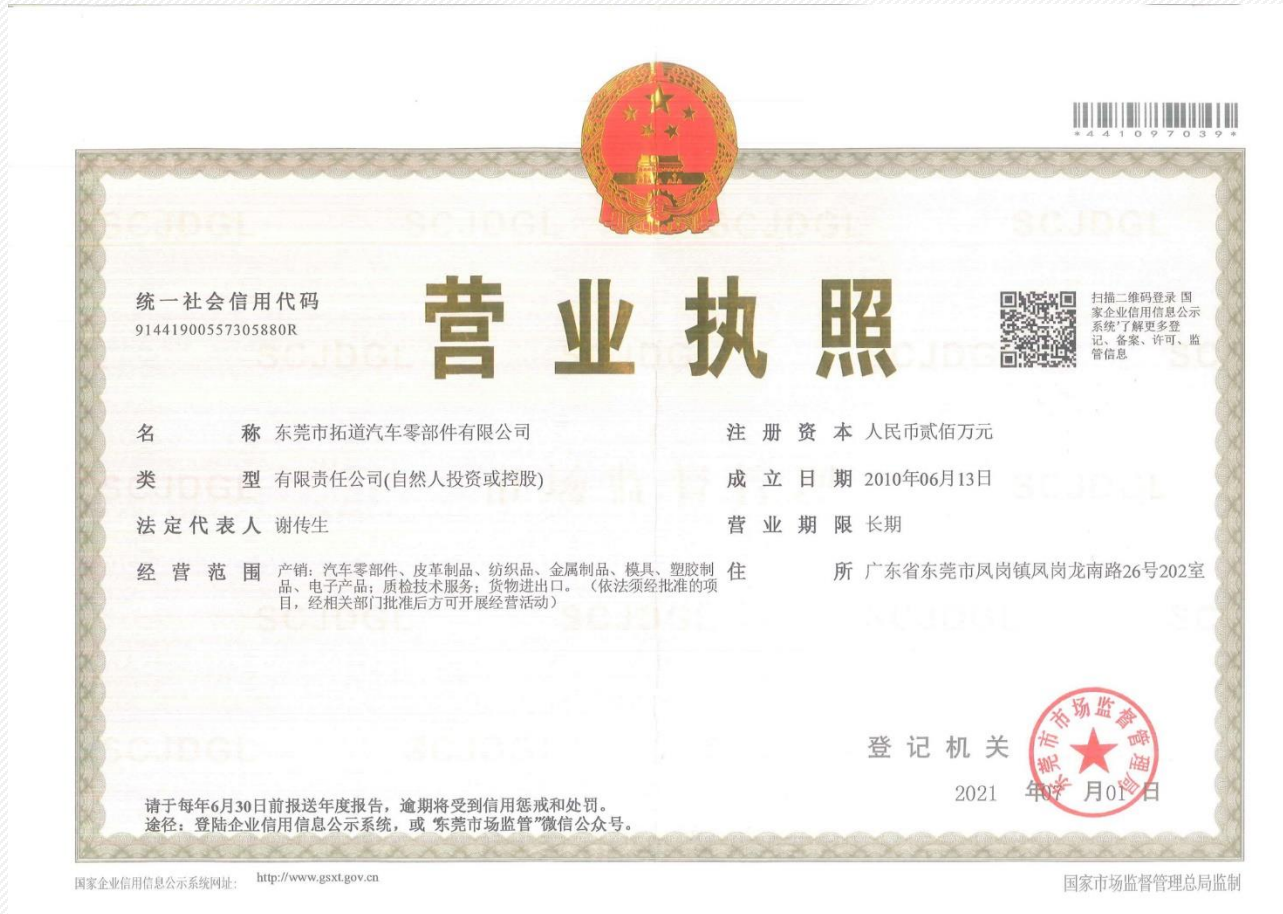 *441097039*
营业执照
统一社会信用代码
91441900557305880R
扫描二维码登录 国
家企业信用信息公示
系统'了解更多登
记、备案、许可、监
管信息
名 称 东莞市拓道汽车零部件有限公司
类 型 有限责任公司(自然人投资或控股)
法定代表人 谢传生
经营范围 产销：汽车零部件、皮革制品、纺织品、金属制品、模具、塑胶制
品、电子产品；质检技术服务；货物进出口。（依法须经批准的项
目，经相关部门批准后方可开展经营活动）
注册资本 人民币贰佰万元
成立日期 2010年06月13日
营业期限 长期
住 所 广东省东莞市凤岗镇凤岗龙南路26号202室
登记机关
东莞市市场监督管理局
2021 年07 月01 日
请于每年6月30日前报送年度报告，逾期将受到信用惩戒和处罚。
途径：登陆企业信用信息公示系统，或“东莞市场监管”微信公众号。
国家企业信用信息公示系统网址： http://www.gsxt.gov.cn
国家市场监督管理总局监制